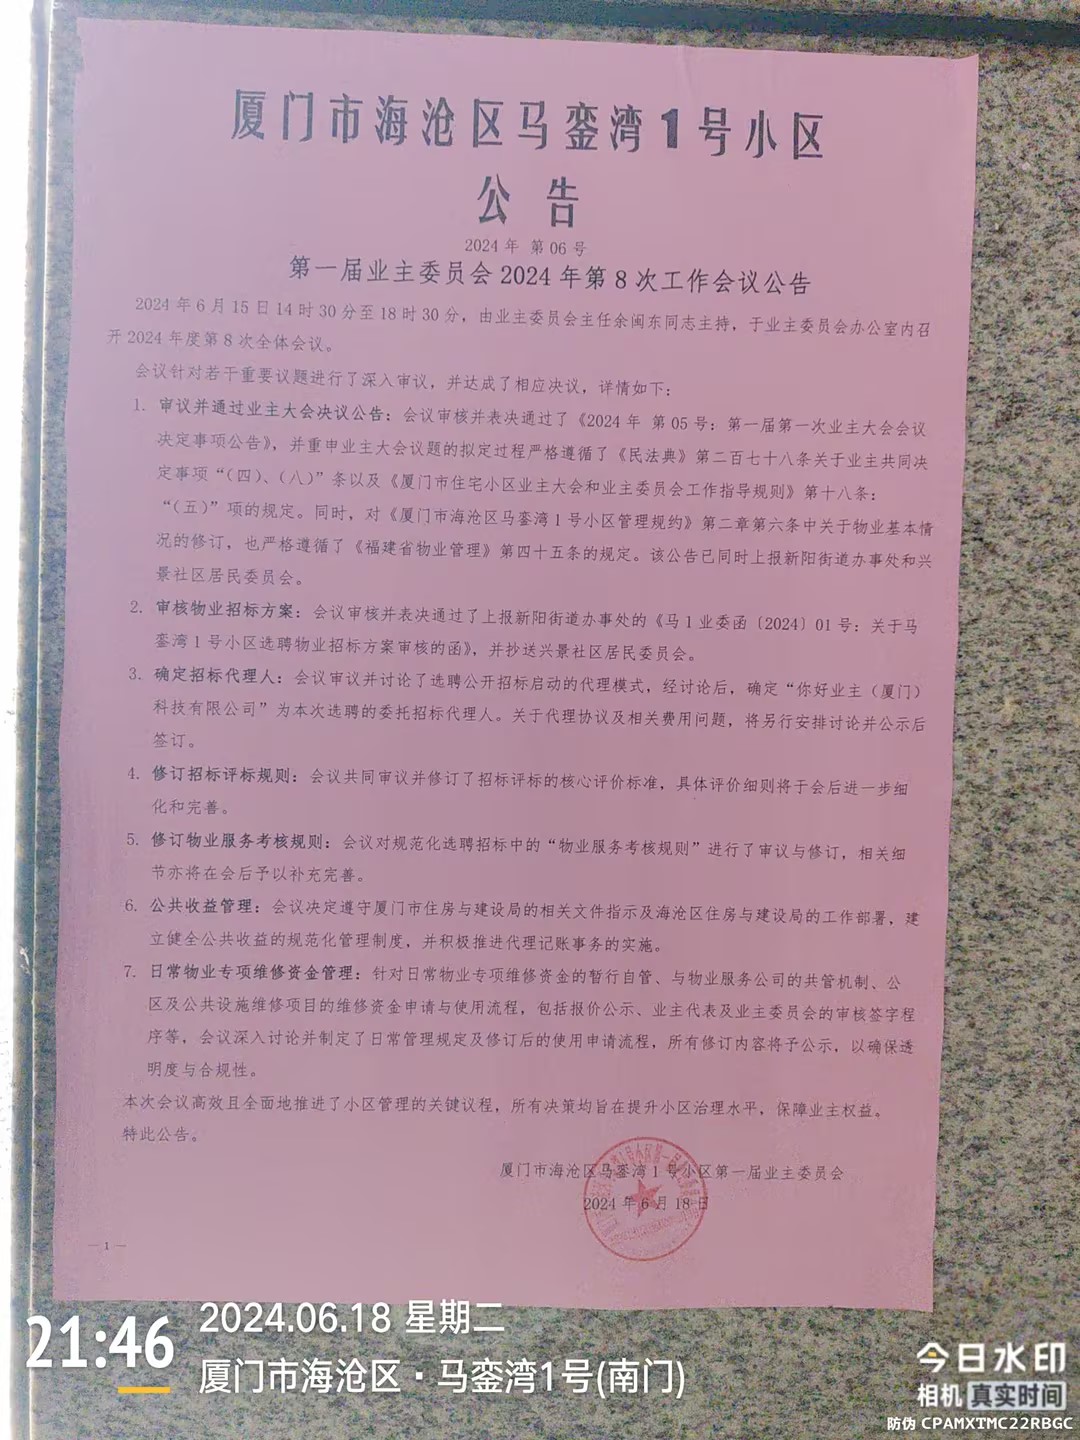 厦门市海沧区马銮湾1号小区
公 告
2024 年 第 06 号
第一届业主委员会 2024 年第 8 次工作会议公告
2024 年 6 月 15 日 14 时 30 分至 18 时 30 分，由业主委员会主任余闽东同志主持，于业主委员会办公室内召
开 2024 年度第 8 次全体会议。
会议针对若干重要议题进行了深入审议，并达成了相应决议，详情如下：
1. 审议并通过业主大会决议公告：会议审核并表决通过了《2024 年 第 05 号：第一届第一次业主大会会议
决定事项公告》，并重申业主大会议题的拟定过程严格遵循了《民法典》第二百七十八条关于业主共同决
定事项“（四）、（八）”条以及《厦门市住宅小区业主大会和业主委员会工作指导规则》第十八条：
“（五）”项的规定。同时，对《厦门市海沧区马銮湾 1 号小区管理规约》第二章第六条中关于物业基本情
况的修订，也严格遵循了《福建省物业管理》第四十五条的规定。该公告已同时上报新阳街道办事处和兴
景社区居民委员会。
2. 审核物业招标方案：会议审核并表决通过了上报新阳街道办事处的《马 1 业委函〔2024〕01 号：关于马
銮湾 1 号小区选聘物业招标方案审核的函》，并抄送兴景社区居民委员会。
3. 确定招标代理人：会议审议并讨论了选聘公开招标启动的代理模式，经讨论后，确定“你好业主（厦门）
科技有限公司”为本次选聘的委托招标代理人。关于代理协议及相关费用问题，将另行安排讨论并公示后
签订。
4. 修订招标评标规则：会议共同审议并修订了招标评标的核心评价标准，具体评价细则将于会后进一步细
化和完善。
5. 修订物业服务考核规则：会议对规范化选聘招标中的“物业服务考核规则”进行了审议与修订，相关细
节亦将在会后予以补充完善。
6. 公共收益管理：会议决定遵守厦门市住房与建设局的相关文件指示及海沧区住房与建设局的工作部署，建
立健全公共收益的规范化管理制度，并积极推进代理记账事务的实施。
7. 日常物业专项维修资金管理：针对日常物业专项维修资金的暂行自管、与物业服务公司的共管机制、公
区及公共设施维修项目的维修资金申请与使用流程，包括报价公示、业主代表及业主委员会的审核签字程
序等，会议深入讨论并制定了日常管理规定及修订后的使用申请流程，所有修订内容将予公示，以确保透
明度与合规性。
本次会议高效且全面地推进了小区管理的关键议程，所有决策均旨在提升小区治理水平，保障业主权益。
特此公告。
厦门市海沧区马銮湾 1 号小区第一届业主委员会
2024 年 6 月 18 日
— 1 —
21:46
2024.06.18 星期二
厦门市海沧区·马銮湾1号(南门)
今日水印
相机 真实时间
防伪 CPAMXTMC22RBGC